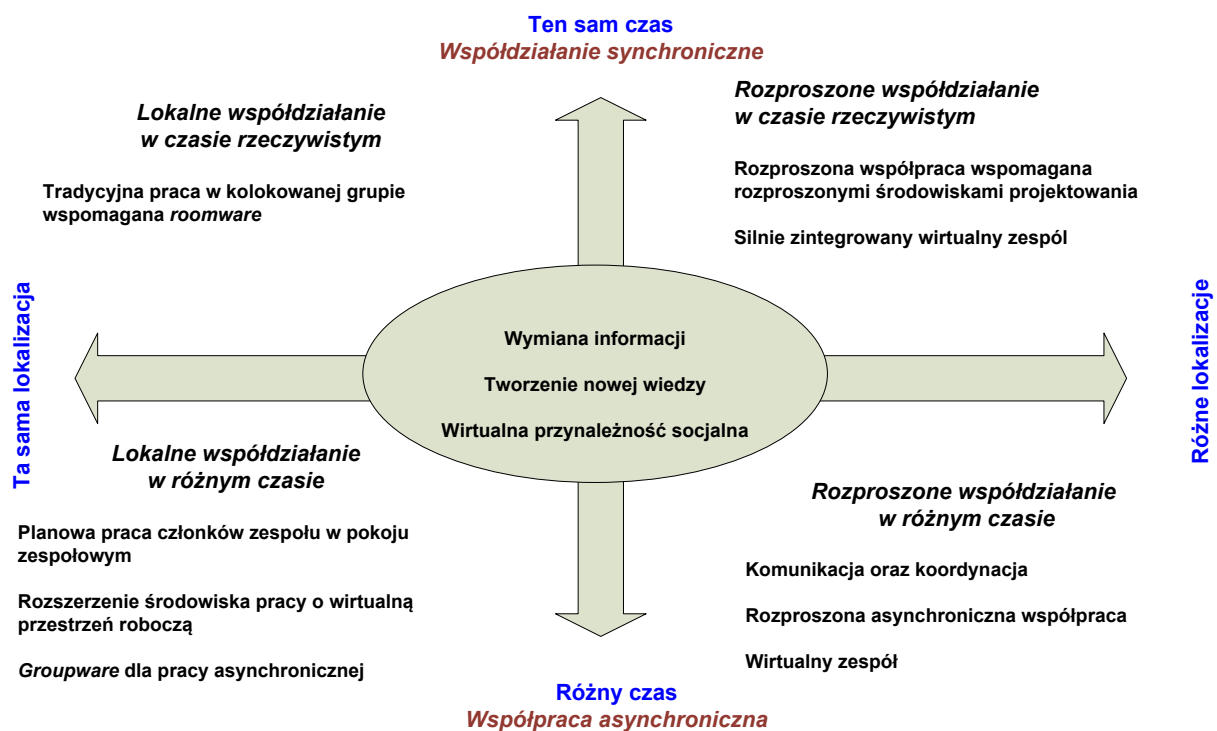 Ten sam czas
Współdziałanie synchroniczne
Lokalne współdziałanie
w czasie rzeczywistym
Tradycyjna praca w kolokowanej grupie
wspomagana roomware
Rozproszone współdziałanie
w czasie rzeczywistym
Rozproszona współpraca wspomagana
rozproszonymi środowiskami projektowania
Silnie zintegrowany wirtualny zespól
Ta sama lokalizacja
Wymiana informacji
Tworzenie nowej wiedzy
Wirtualna przynależność socjalna
Różne lokalizacje
Lokalne współdziałanie
w różnym czasie
Planowa praca członków zespołu w pokoju
zespołowym
Rozszerzenie środowiska pracy o wirtualną
przestrzeń roboczą
Groupware dla pracy asynchronicznej
Rozproszone współdziałanie
w różnym czasie
Komunikacja oraz koordynacja
Rozproszona asynchroniczna współpraca
Wirtualny zespół
Różny czas
Współpraca asynchroniczna